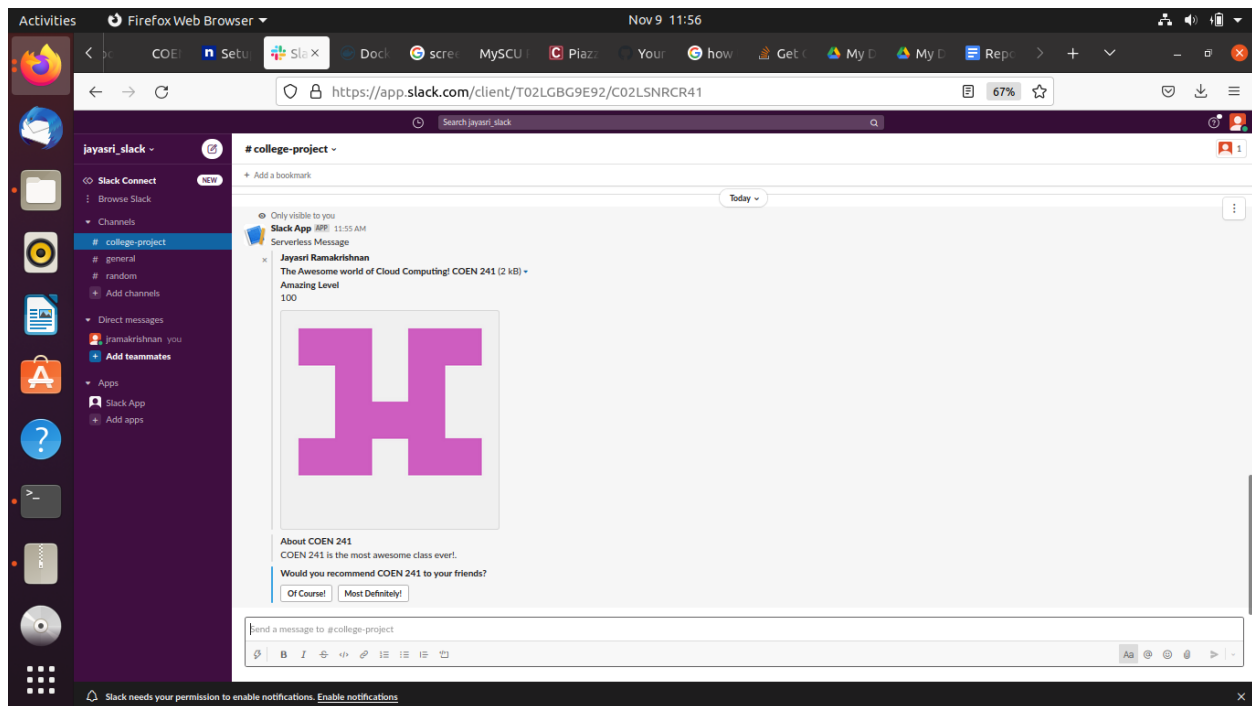 Activities
Firefox Web Browser
Nov 9 11:56
COE
Setu
Sla
Dock
scree
MySCU
Piazz
Your
how
Get
My D
My D
Repo
https://app.slack.com/client/T02LGBG9E92/C02LSNRCR41
67%
Search jayasri_slack
jayasri_slack
# college-project
1
Slack Connect
NEW
+ Add a bookmark
Browse Slack
Today
Channels
Only visible to you
Slack App APP 11:55 AM
# college-project
Serverless Message
# general
Jayasri Ramakrishnan
# random
The Awesome world of Cloud Computing! COEN 241 (2 kB)
+ Add channels
Amazing Level
100
Direct messages
jramakrishnan you
+ Add teammates
Apps
Slack App
+ Add apps
About COEN 241
COEN 241 is the most awesome class ever!.
Would you recommend COEN 241 to your friends?
Of Course!
Most Definitely!
Send a message to #college-project
B I S
Aa @
Slack needs your permission to enable notifications. Enable notifications